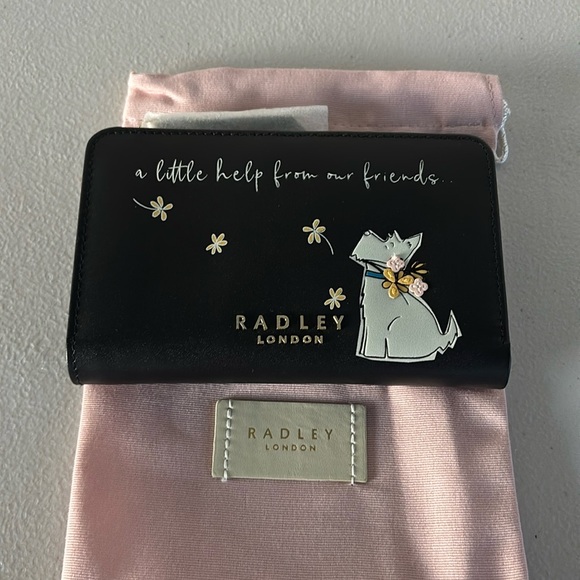 a little help from our friends..
RADLEY
LONDON
RADLEY
LONDON